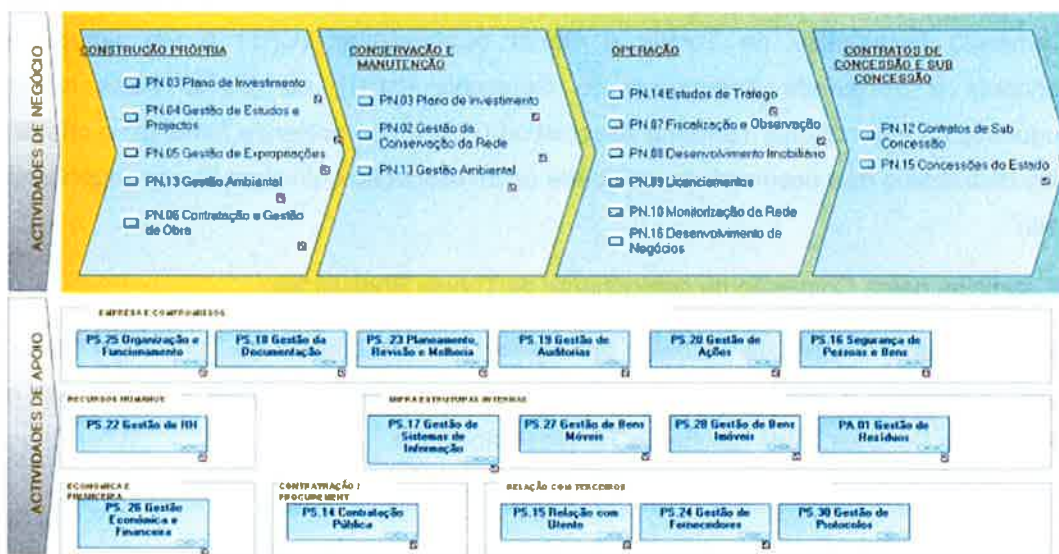 ACTIVIDADES DE NEGÓCIO
CONSTRUÇÃO PRÓPRIA
PN.03 Plano de Investimento
PN.04 Gestão de Estudos e
Projectos
PN.05 Gestão de Expropriações
PN.13 Gestão Ambiental
PN.06 Contratação e Gestão
de Obra
CONSERVAÇÃO E
MANUTENÇÃO
PN.03 Plano de Investimento
PN.02 Gestão da
Conservação da Rede
PN.13 Gestão Ambiental
OPERAÇÃO
PN.14 Estudos de Tráfego
PN.07 Fiscalização e Observação
PN.08 Desenvolvimento Imobiliário
PN.09 Licenciamentos
PN.10 Monitorização da Rede
PN.16 Desenvolvimento de
Negócios
CONTRATOS DE
CONCESSÃO E SUB
CONCESSÃO
PN.12 Contratos de Sub
Concessão
PN.15 Concessões do Estado
ACTIVIDADES DE APOIO
EMPRESA E COMPROMISSOS
PS.25 Organização e
Funcionamento
PS.18 Gestão da
Documentação
PS. 23 Planeamento,
Revisão e Melhoria
PS.19 Gestão de
Auditorias
PS.20 Gestão de
Ações
PS.16 Segurança de
Pessoas e Bens
RECURSOS HUMANOS
PS.22 Gestão de RH
INFRA ESTRUTURAS INTERNAS
PS.17 Gestão de
Sistemas de
Informação
PS.27 Gestão de Bens
Móveis
PS.28 Gestão de Bens
Imóveis
PA.01 Gestão de
Resíduos
ECONÓMICA E
FINANCEIRA
PS. 26 Gestão
Económica e
Financeira
CONTRATAÇÃO /
PROCUREMENT
PS.14 Contratação
Pública
RELAÇÃO COM TERCEIROS
PS.15 Relação com
Utente
PS.24 Gestão de
Fornecedores
PS.30 Gestão de
Protocolos